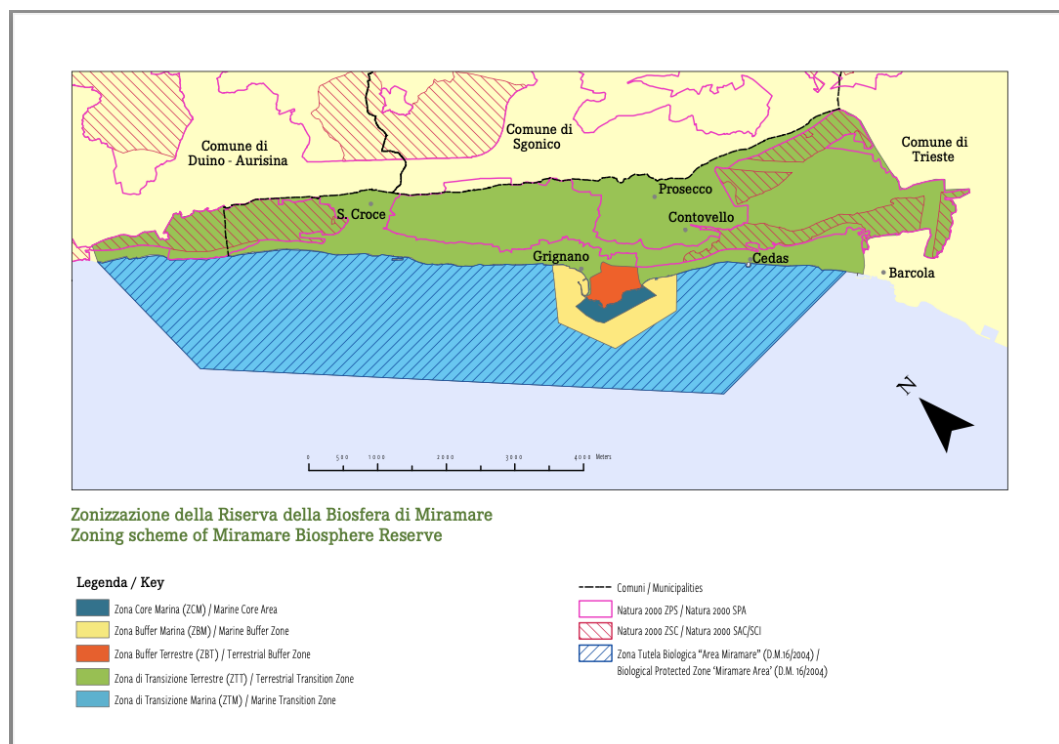 Comune di
Duino - Aurisina
Comune di
Sgonico
Comune di
Trieste
S. Croce
Prosecco
Contovello
Grignano
Cedas
Barcola
N
0 500 1000 2000 3000 4000 Meters
Zonizzazione della Riserva della Biosfera di Miramare
Zoning scheme of Miramare Biosphere Reserve
Legenda / Key
Zona Core Marina (ZCM) / Marine Core Area
Zona Buffer Marina (ZBM) / Marine Buffer Zone
Zona Buffer Terrestre (ZBT) / Terrestrial Buffer Zone
Zona di Transizione Terrestre (ZTT) / Terrestrial Transition Zone
Zona di Transizione Marina (ZTM) / Marine Transition Zone
Comuni / Municipalities
Natura 2000 ZPS / Natura 2000 SPA
Natura 2000 ZSC / Natura 2000 SAC/SCI
Zona Tutela Biologica "Area Miramare" (D.M.16/2004) /
Biological Protected Zone 'Miramare Area' (D.M. 16/2004)